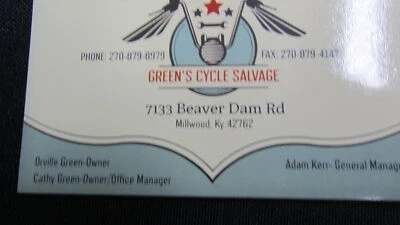 PHONE: 270-879-8979 FAX: 270-879-4147
GREEN'S CYCLE SALVAGE
7133 Beaver Dam Rd
Millwood, Ky 42762
Orville Green-Owner Adam Kerr- General Manage
Cathy Green-Owner/Office Manager